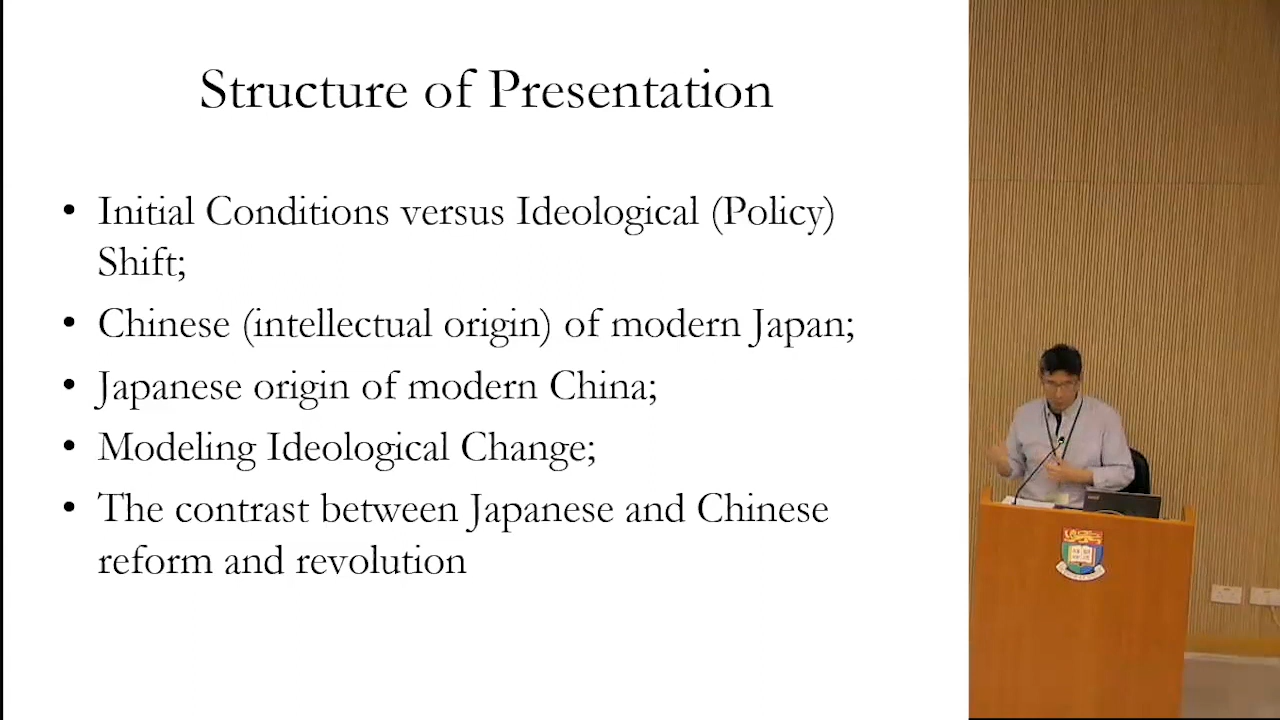 Structure of Presentation
• Initial Conditions versus Ideological (Policy)
Shift;
• Chinese (intellectual origin) of modern Japan;
• Japanese origin of modern China;
• Modeling Ideological Change;
• The contrast between Japanese and Chinese
reform and revolution